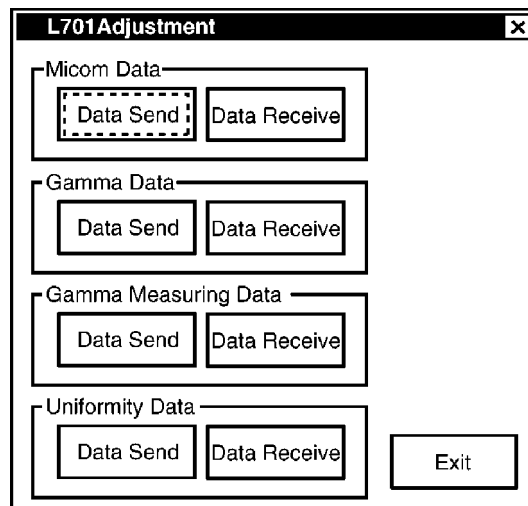 L701Adjustment
Micom Data
Data Send Data Receive
Gamma Data
Data Send Data Receive
Gamma Measuring Data
Data Send Data Receive
Uniformity Data
Data Send Data Receive
Exit